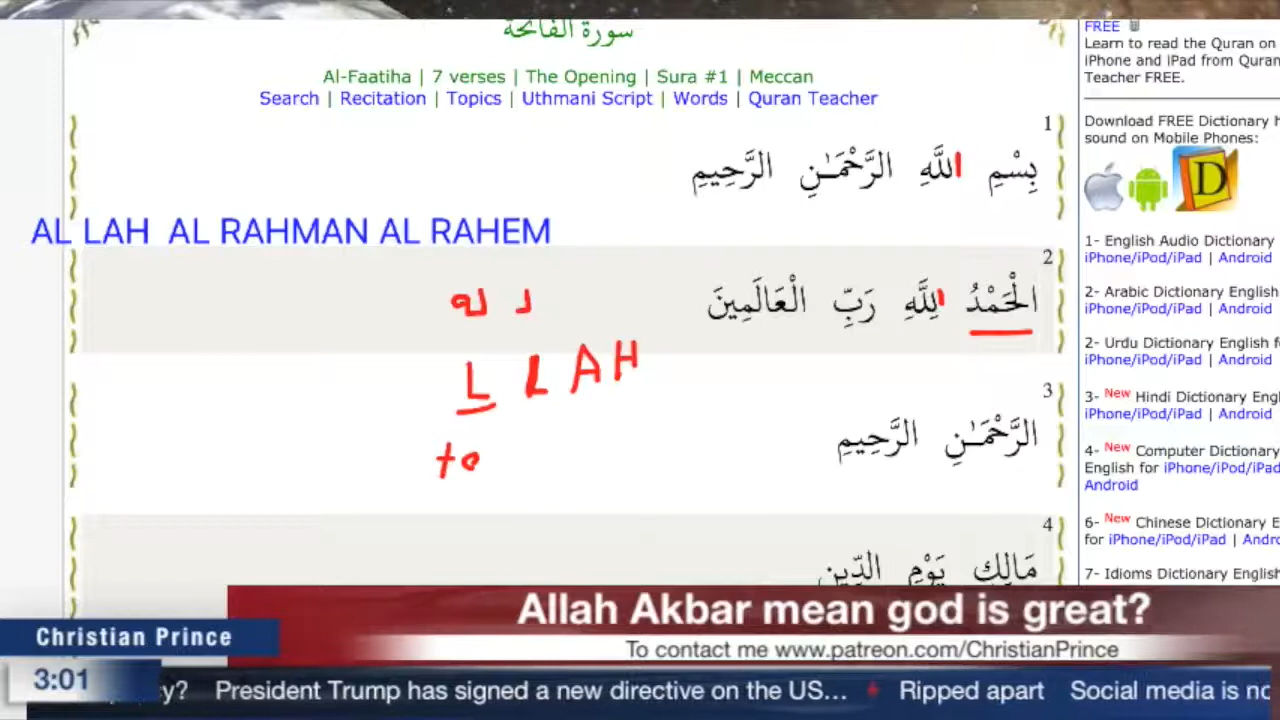 سورة الفاتحة
Al-Faatiha | 7 verses | The Opening | Sura #1 | Meccan
Search | Recitation | Topics | Uthmani Script | Words | Quran Teacher
1
بِسْمِ اللَّهِ الرَّحْمَـٰنِ الرَّحِيمِ
AL LAH AL RAHMAN AL RAHEM
2
الْحَمْدُ لِلَّهِ رَبِّ الْعَالَمِينَ
L LAH
to
3
الرَّحْمَـٰنِ الرَّحِيمِ
4
مَالِكِ يَوْمِ الدِّينِ
FREE
Learn to read the Quran on
iPhone and iPad from Quran
Teacher FREE.
Download FREE Dictionary
sound on Mobile Phones:
D
1- English Audio Dictionary
iPhone/iPod/iPad | Android
2- Arabic Dictionary English
iPhone/iPod/iPad | Android
2- Urdu Dictionary English
iPhone/iPod/iPad | Android
3- New Hindi Dictionary
iPhone/iPod/iPad | Android
4- New Computer Dictionary
English for iPhone/iPod/iPad
Android
6- New Chinese Dictionary
for iPhone/iPod/iPad |
7- Idioms Dictionary English
Allah Akbar mean god is great?
Christian Prince
To contact me www.patreon.com/ChristianPrince
3:01
President Trump has signed a new directive on the US... Ripped apart Social media is